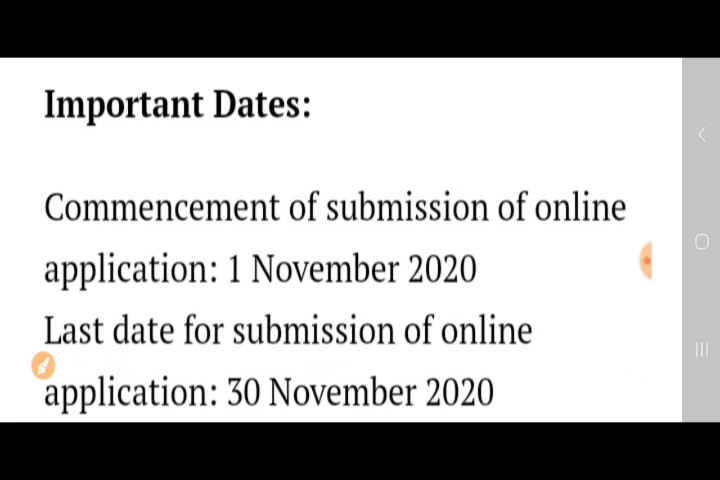 Important Dates:
Commencement of submission of online
application: 1 November 2020
Last date for submission of online
application: 30 November 2020